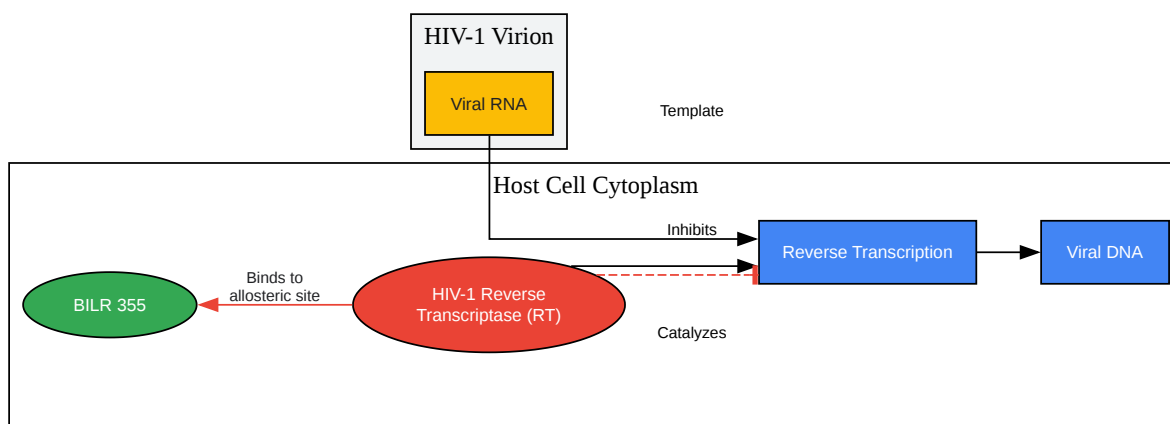 HIV-1 Virion
Viral RNA
Template
Host Cell Cytoplasm
Inhibits
Reverse Transcription
Viral DNA
Binds to
allosteric site
BILR 355
HIV-1 Reverse
Transcriptase (RT)
Catalyzes